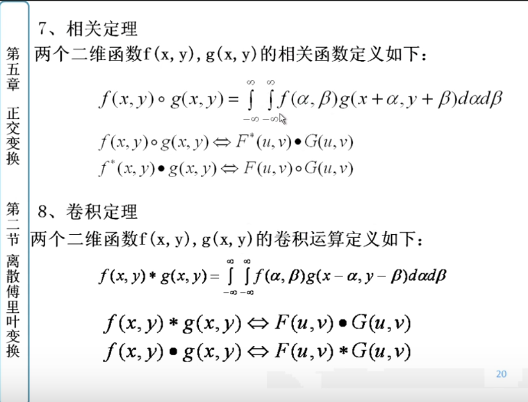 第五章 正交变换
第二节 离散傅里叶变换
7、相关定理
两个二维函数f(x,y),g(x,y)的相关函数定义如下：
f(x,y)∘g(x,y)=∫_{-∞}^{∞}∫_{-∞}^{∞}f(α,β)g(x+α,y+β)dαdβ
f(x,y)∘g(x,y)⇔F*(u,v)•G(u,v)
f*(x,y)•g(x,y)⇔F(u,v)∘G(u,v)
8、卷积定理
两个二维函数f(x,y),g(x,y)的卷积运算定义如下：
f(x,y)*g(x,y)=∫_{-∞}^{∞}∫_{-∞}^{∞}f(α,β)g(x-α,y-β)dαdβ
f(x,y)*g(x,y)⇔F(u,v)•G(u,v)
f(x,y)•g(x,y)⇔F(u,v)*G(u,v)
20